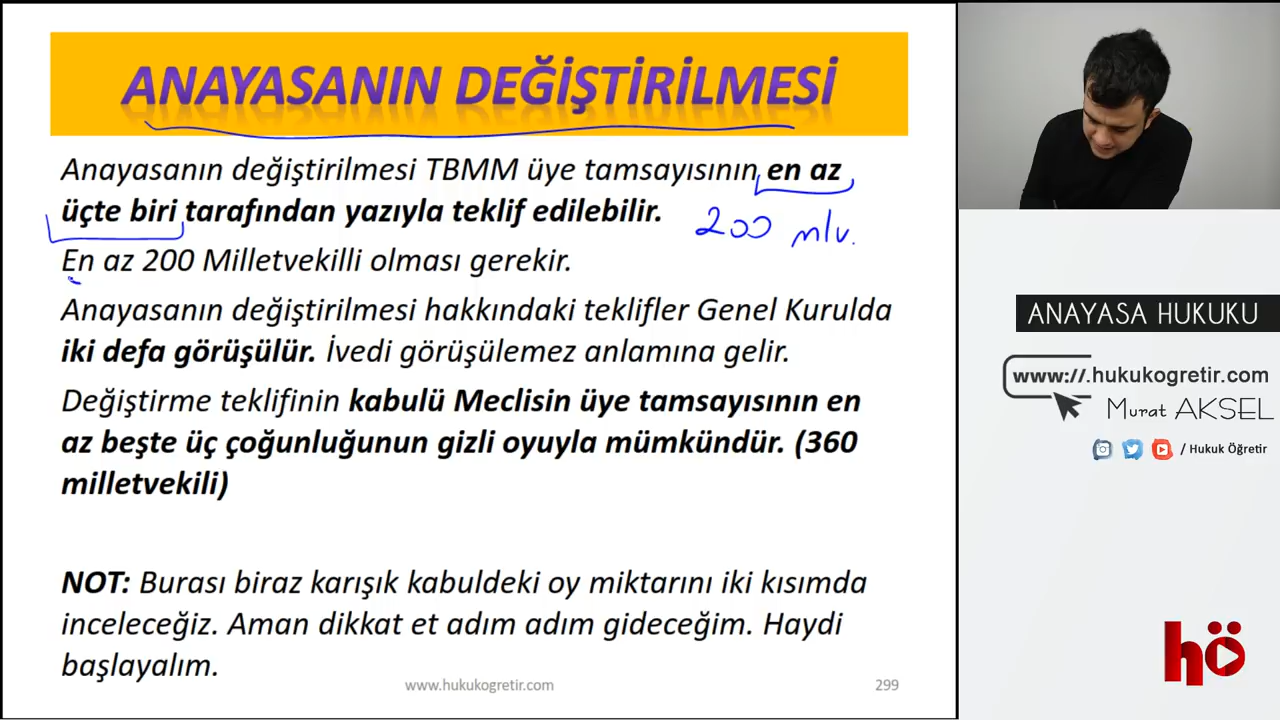 ANAYASANIN DEĞİŞTİRİLMESİ
Anayasanın değiştirilmesi TBMM üye tamsayısının en az
üçte biri tarafından yazıyla teklif edilebilir.
200 mlv.
En az 200 Milletvekilli olması gerekir.
Anayasanın değiştirilmesi hakkındaki teklifler Genel Kurulda
iki defa görüşülür. İvedi görüşülemez anlamına gelir.
Değiştirme teklifinin kabulü Meclisin üye tamsayısının en
az beşte üç çoğunluğunun gizli oyuyla mümkündür. (360
milletvekili)
NOT: Burası biraz karışık kabuldeki oy miktarını iki kısımda
inceleceğiz. Aman dikkat et adım adım gideceğim. Haydi
başlayalım.
www.hukukogretir.com
299
ANAYASA HUKUKU
www://.hukukogretir.com
Murat AKSEL
/ Hukuk Öğretir
hö